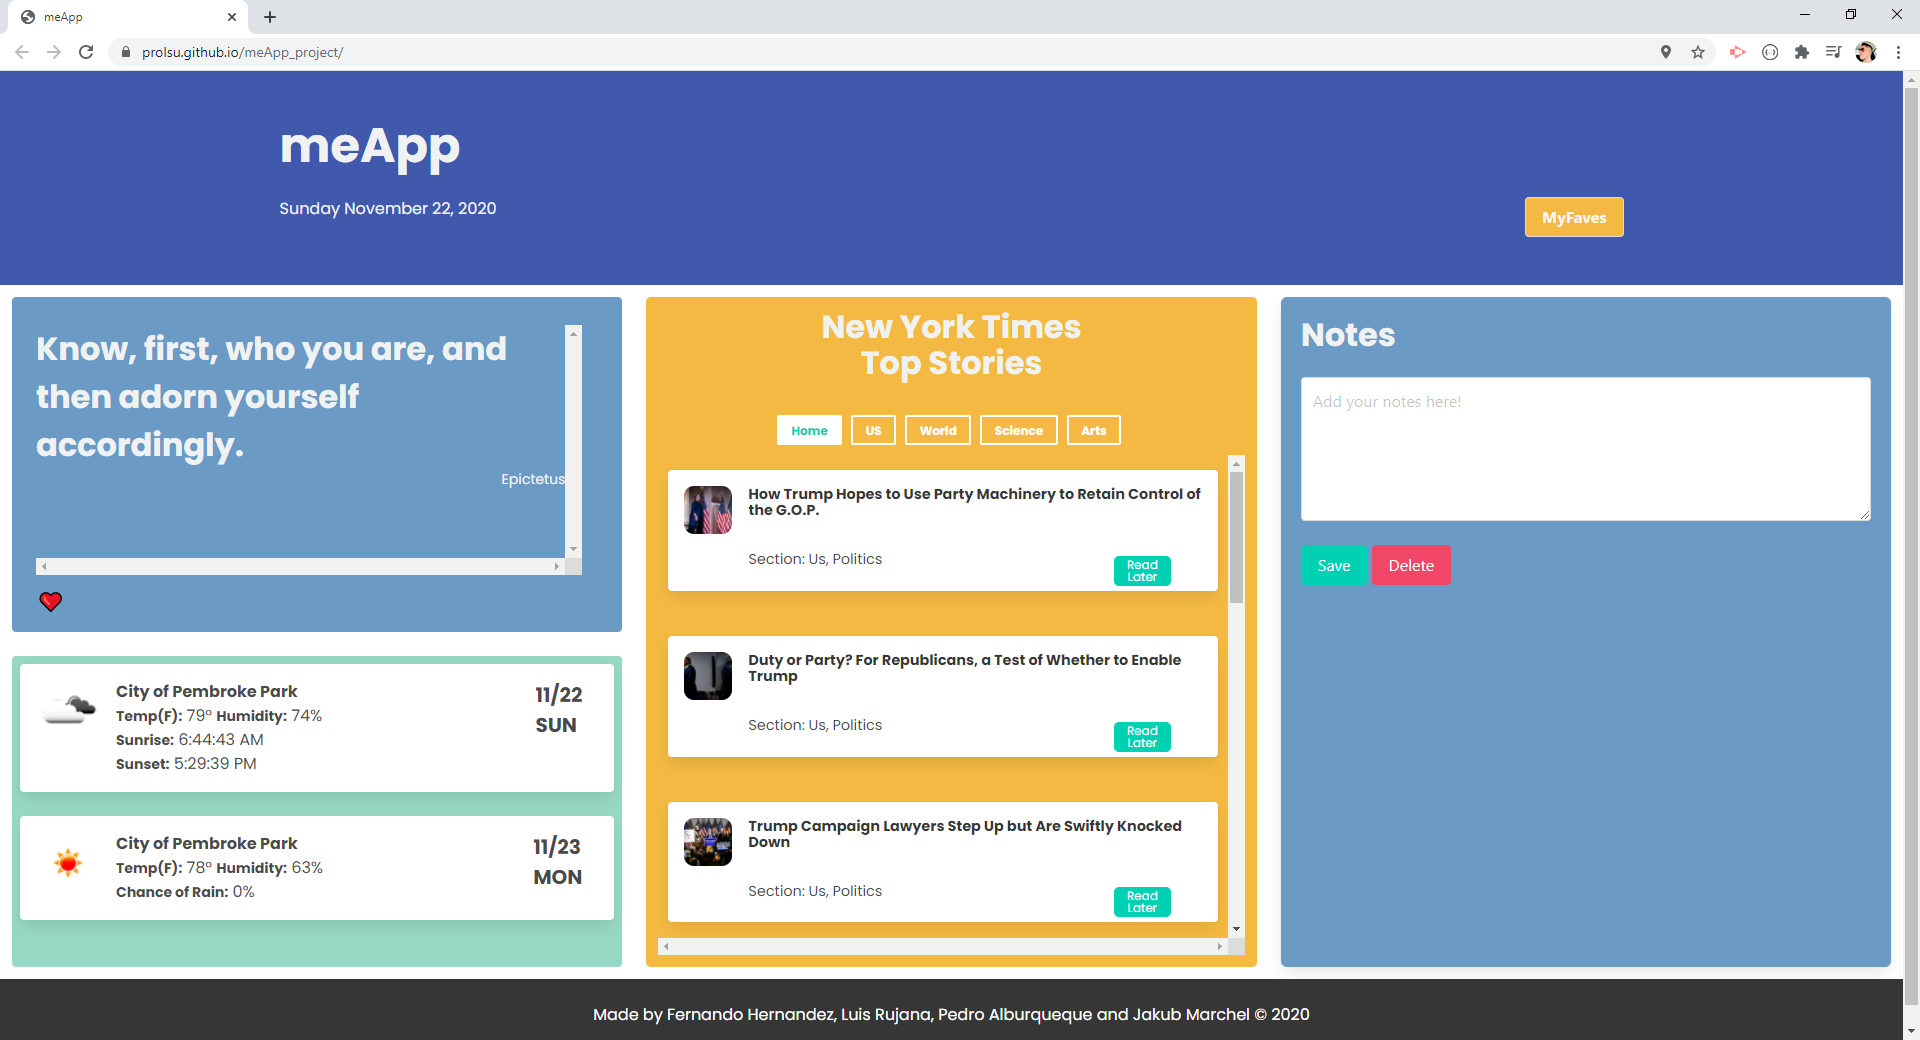 meApp
prolsu.github.io/meApp_project/
meApp
Sunday November 22, 2020
MyFaves
Know, first, who you are, and
then adorn yourself
accordingly.
Epictetus
City of Pembroke Park
Temp(F): 79° Humidity: 74%
Sunrise: 6:44:43 AM
Sunset: 5:29:39 PM
11/22
SUN
City of Pembroke Park
Temp(F): 78° Humidity: 63%
Chance of Rain: 0%
11/23
MON
New York Times
Top Stories
Home US World Science Arts
How Trump Hopes to Use Party Machinery to Retain Control of
the G.O.P.
Section: Us, Politics
Read
Later
Duty or Party? For Republicans, a Test of Whether to Enable
Trump
Section: Us, Politics
Read
Later
Trump Campaign Lawyers Step Up but Are Swiftly Knocked
Down
Section: Us, Politics
Read
Later
Notes
Add your notes here!
Save Delete
Made by Fernando Hernandez, Luis Rujana, Pedro Alburqueque and Jakub Marchel © 2020